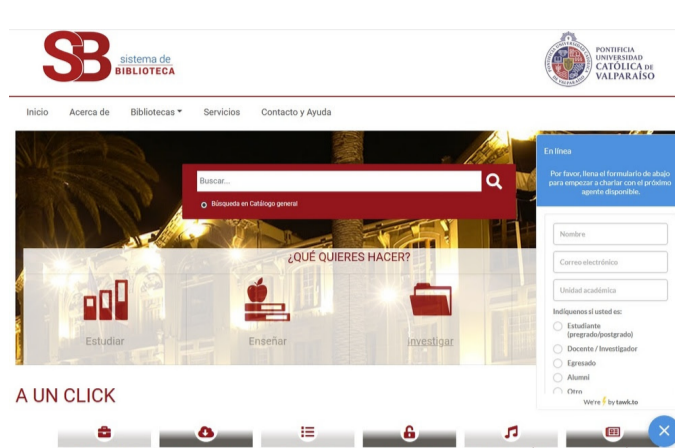 SB sistema de
BIBLIOTECA
PONTIFICIA
UNIVERSIDAD
CATÓLICA DE
VALPARAÍSO
Inicio Acerca de Bibliotecas Servicios Contacto y Ayuda
Buscar...
Búsqueda en Catálogo general
¿QUÉ QUIERES HACER?
Estudiar Enseñar investigar
A UN CLICK
En línea
Por favor, llena el formulario de abajo
para empezar a charlar con el próximo
agente disponible.
Nombre
Correo electrónico
Unidad académica
Indíquenos si usted es:
Estudiante
(pregrado/postgrado)
Docente / Investigador
Egresado
Alumni
Otro
We're by tawk.to